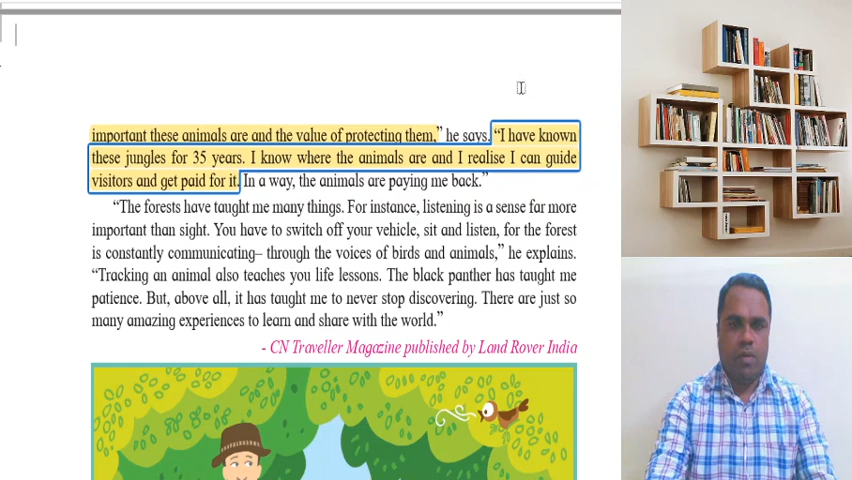 important these animals are and the value of protecting them,” he says. “I have known
these jungles for 35 years. I know where the animals are and I realise I can guide
visitors and get paid for it. In a way, the animals are paying me back.”
“The forests have taught me many things. For instance, listening is a sense far more
important than sight. You have to switch off your vehicle, sit and listen, for the forest
is constantly communicating– through the voices of birds and animals,” he explains.
“Tracking an animal also teaches you life lessons. The black panther has taught me
patience. But, above all, it has taught me to never stop discovering. There are just so
many amazing experiences to learn and share with the world.”
- CN Traveller Magazine published by Land Rover India